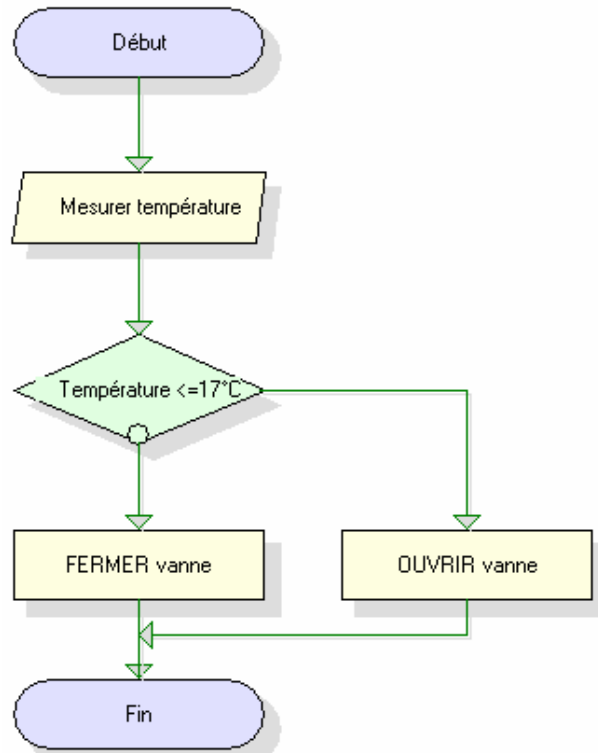 Début
Mesurer température
Température <=17°C
FERMER vanne
OUVRIR vanne
Fin